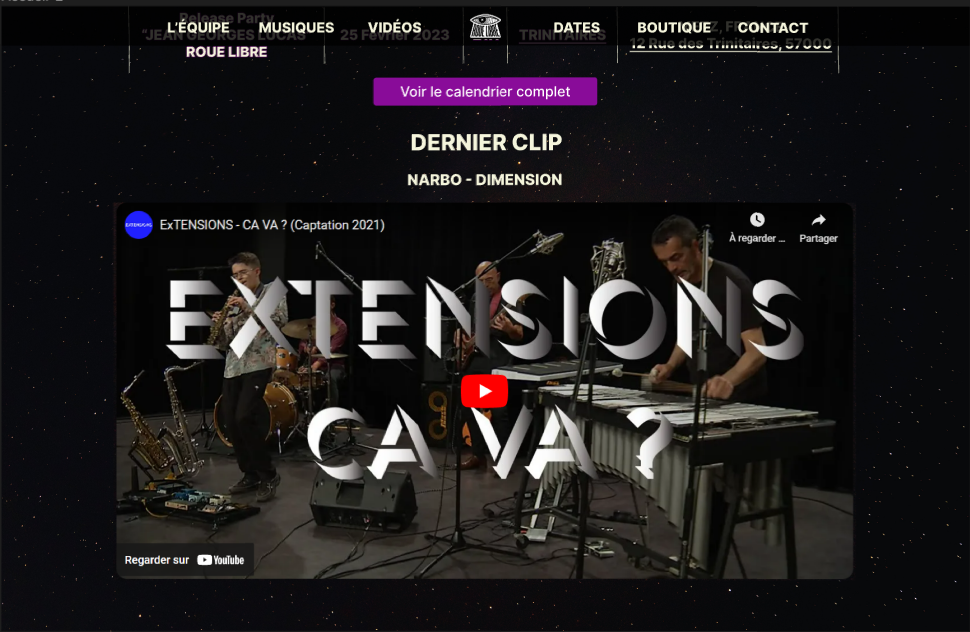 Release Party
L'ÉQUIPE MUSIQUES VIDÉOS ROUE LIBRE DATES BOUTIQUE CONTACT
"JEAN GEORGES LUCAS" 25 Février 2023 TRINITAIRES
12 Rue des Trinitaires, 57000
ROUE LIBRE
Voir le calendrier complet
DERNIER CLIP
NARBO - DIMENSION
EXTENSIONS ExTENSIONS - CA VA ? (Captation 2021)
À regarder ... Partager
EXTENSIONS
CA VA ?
Regarder sur YouTube